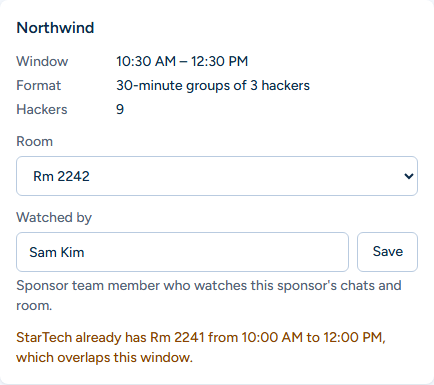 Northwind
Window 10:30 AM – 12:30 PM
Format 30-minute groups of 3 hackers
Hackers 9
Room
Rm 2242
Watched by
Sam Kim Save
Sponsor team member who watches this sponsor's chats and
room.
StarTech already has Rm 2241 from 10:00 AM to 12:00 PM,
which overlaps this window.